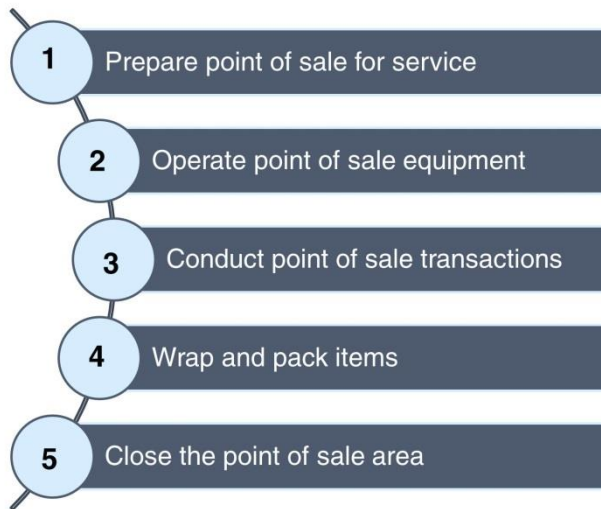 1 Prepare point of sale for service
2 Operate point of sale equipment
3 Conduct point of sale transactions
4 Wrap and pack items
5 Close the point of sale area